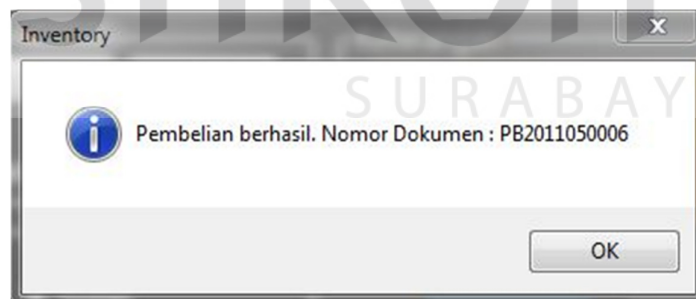 Inventory
X
SURABAY
Pembelian berhasil. Nomor Dokumen : PB2011050006
OK